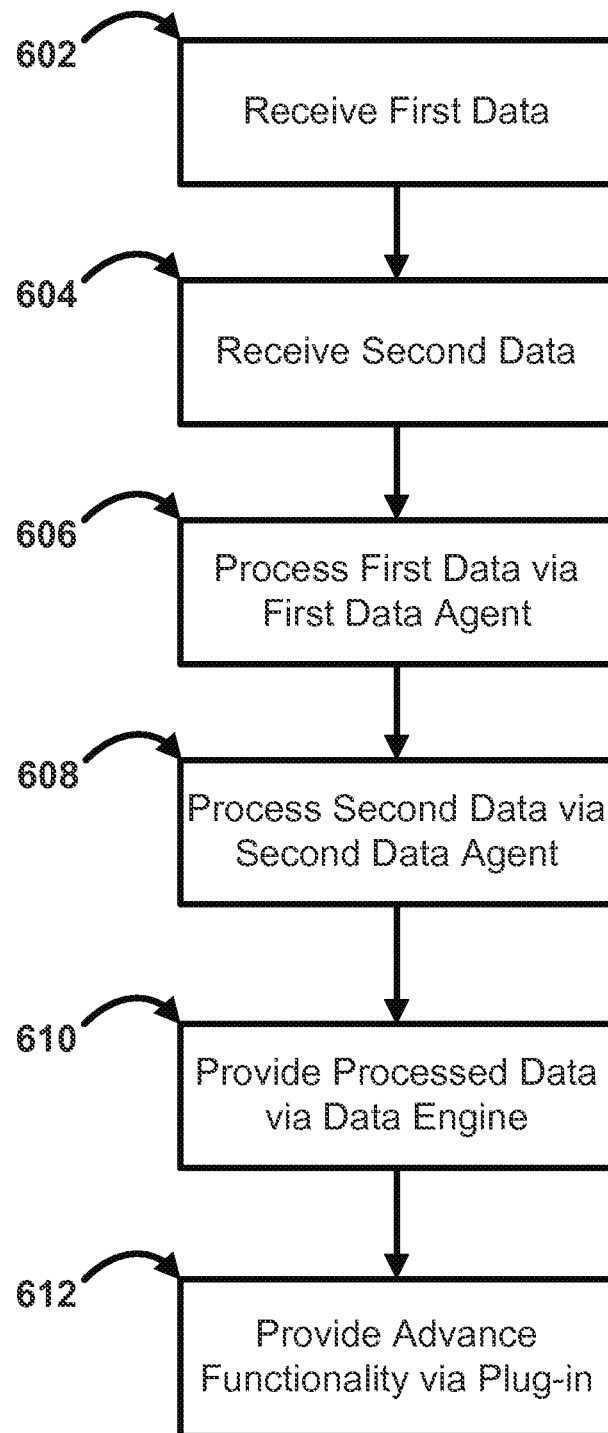 602
Receive First Data
604
Receive Second Data
606
Process First Data via
First Data Agent
608
Process Second Data via
Second Data Agent
610
Provide Processed Data
via Data Engine
612
Provide Advance
Functionality via Plug-in